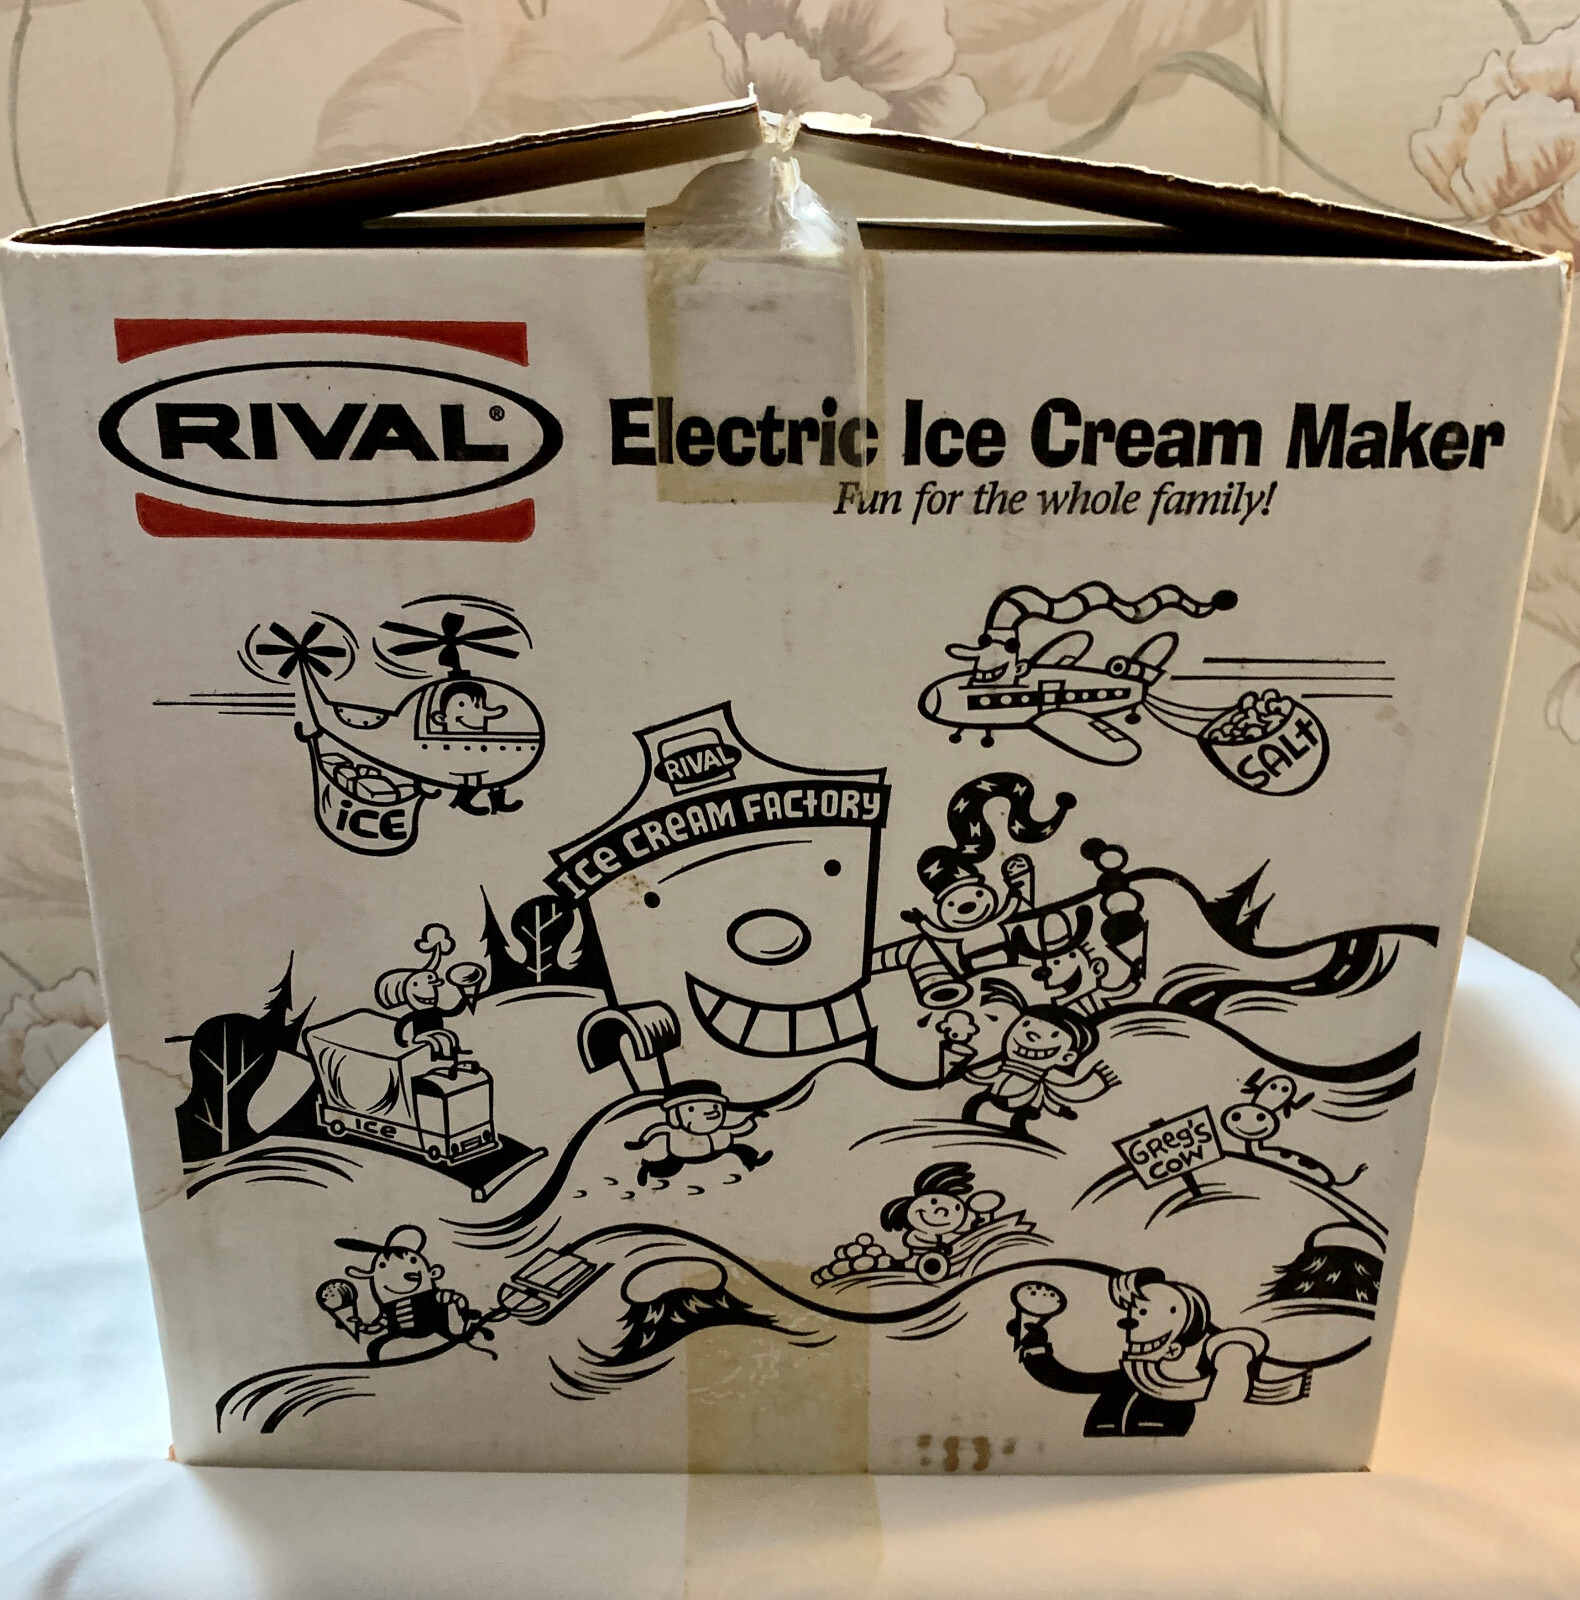 RIVAL®
Electric Ice Cream Maker
Fun for the whole family!
iCE
SALt
RIVAL
ICE CREAM FACtORY
ICE
GReg's
COW